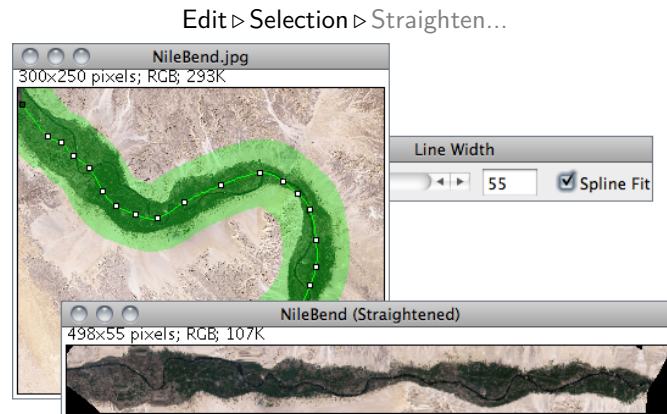 Edit ▹ Selection ▹ Straighten...
NileBend.jpg
300x250 pixels; RGB; 293K
Line Width
55
Spline Fit
NileBend (Straightened)
498x55 pixels; RGB; 107K